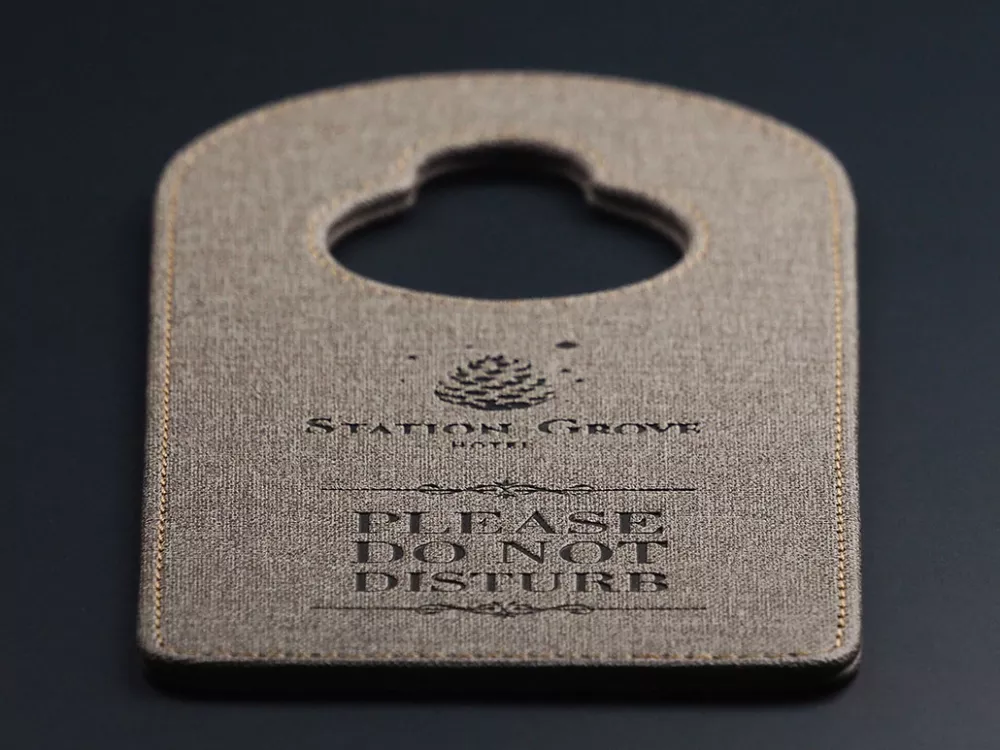 STATION GROVE
HOTEL
PLEASE
DO NOT
DISTURB